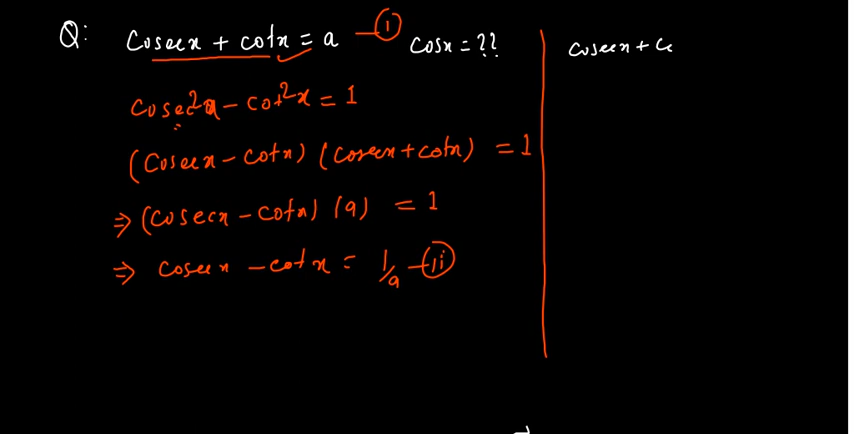 Q: Cosecx + cotx = a —(i) cosx = ??
cosec²x - cot²x = 1
(Cosecx - cotx) (cosecx + cotx) = 1
⇒ (cosecx - cotx) (a) = 1
⇒ cosecx - cotx = 1/a —(ii)
cosecx + co